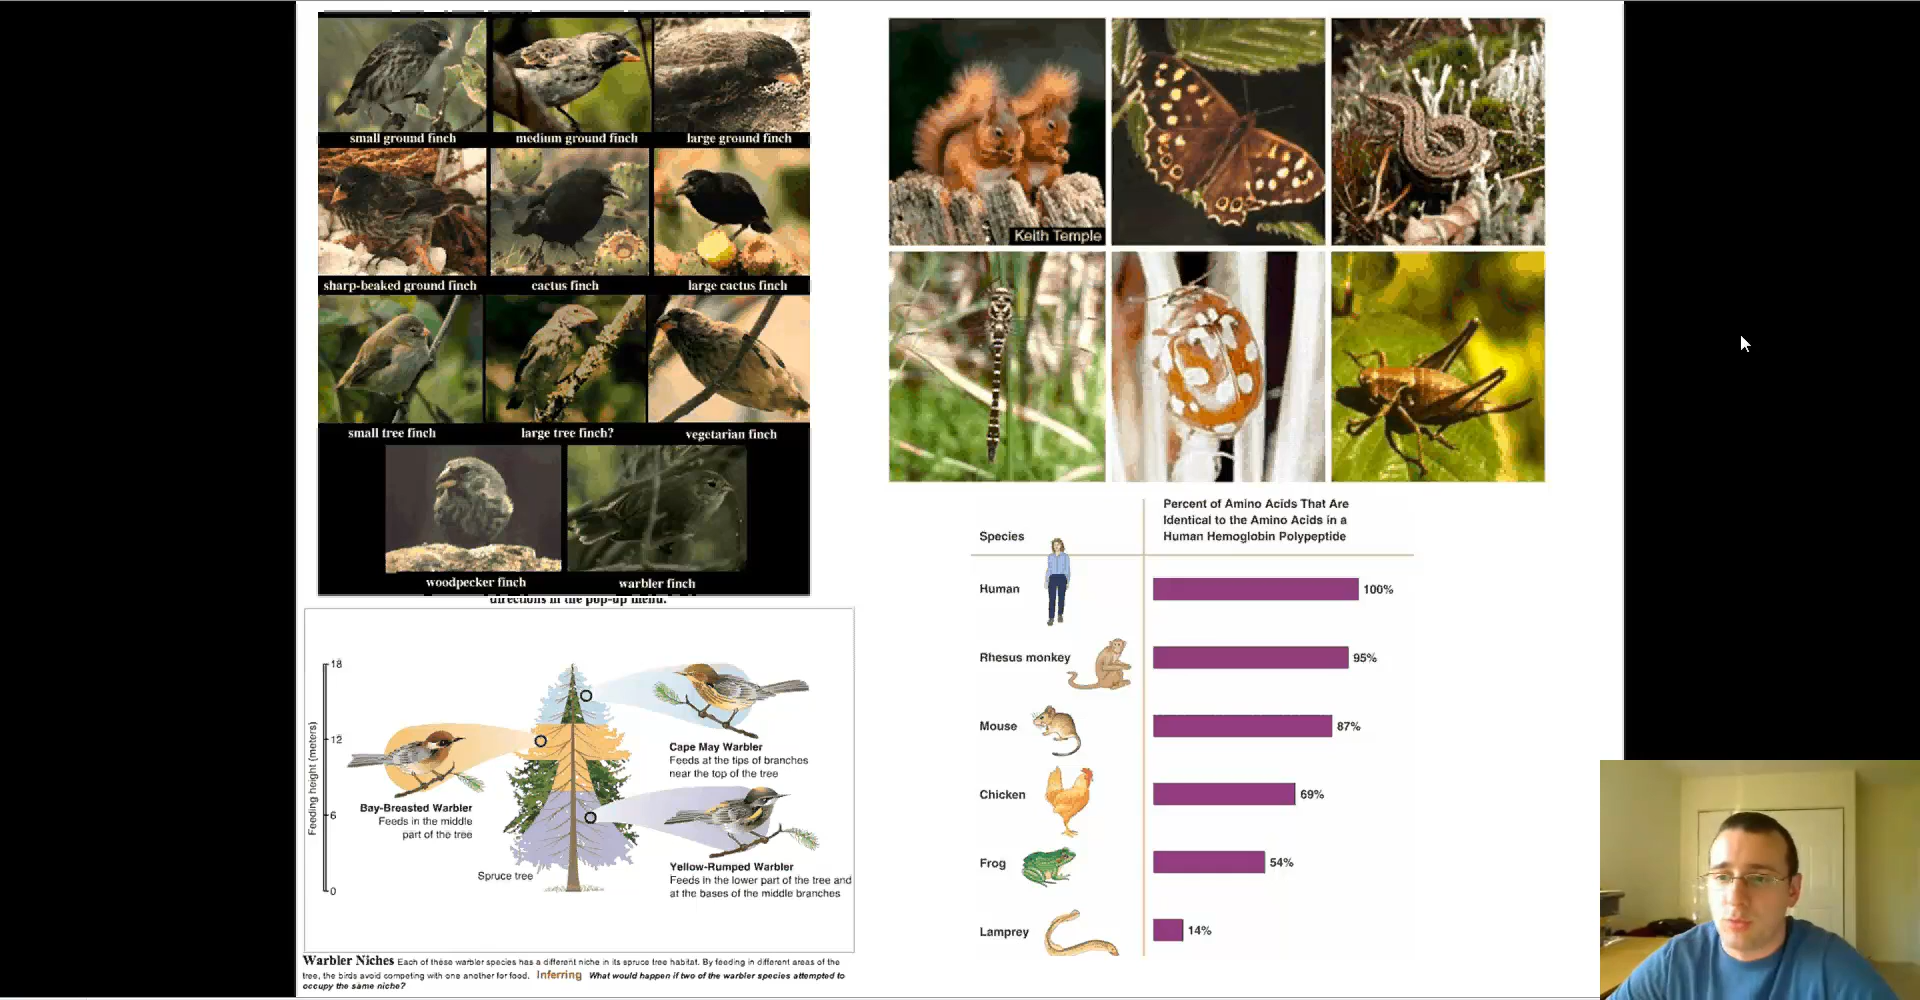 small ground finch
medium ground finch
large ground finch
sharp-beaked ground finch
cactus finch
large cactus finch
small tree finch
large tree finch?
vegetarian finch
woodpecker finch
warbler finch
directions in the pop-up menu.
18
12
6
0
Feeding height (meters)
Cape May Warbler
Feeds at the tips of branches
near the top of the tree
Bay-Breasted Warbler
Feeds in the middle
part of the tree
Yellow-Rumped Warbler
Feeds in the lower part of the tree and
at the bases of the middle branches
Spruce tree
Warbler Niches Each of these warbler species has a different niche in its spruce tree habitat. By feeding in different areas of the
tree, the birds avoid competing with one another for food. Inferring What would happen if two of the warbler species attempted to
occupy the same niche?
Keith Temple
Species
Percent of Amino Acids That Are
Identical to the Amino Acids in a
Human Hemoglobin Polypeptide
Human
100%
Rhesus monkey
95%
Mouse
87%
Chicken
69%
Frog
54%
Lamprey
14%